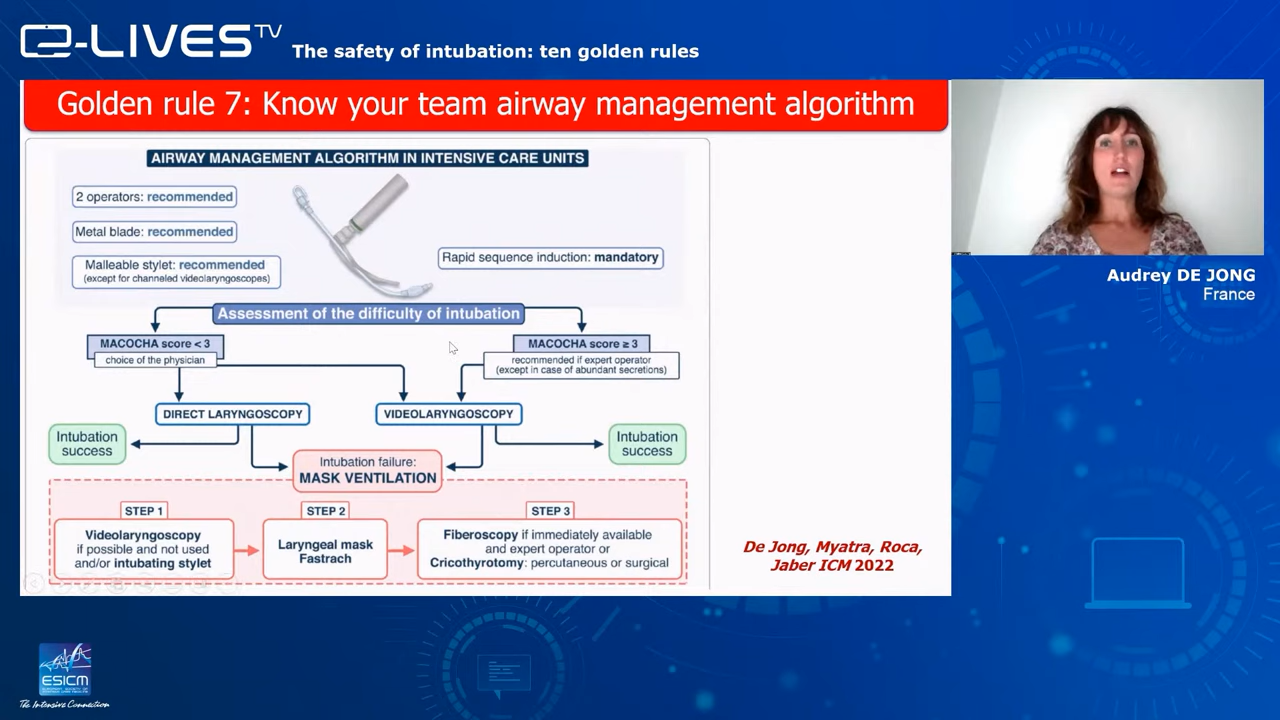 e-LIVES TV
The safety of intubation: ten golden rules
Golden rule 7: Know your team airway management algorithm
AIRWAY MANAGEMENT ALGORITHM IN INTENSIVE CARE UNITS
2 operators: recommended
Metal blade: recommended
Malleable stylet: recommended
(except for channeled videolaryngoscopes)
Rapid sequence induction: mandatory
Assessment of the difficulty of intubation
MACOCHA score < 3
choice of the physician
MACOCHA score ≥ 3
recommended if expert operator
(except in case of abundant secretions)
DIRECT LARYNGOSCOPY
VIDEOLARYNGOSCOPY
Intubation
success
Intubation failure:
MASK VENTILATION
Intubation
success
STEP 1
Videolaryngoscopy
if possible and not used
and/or intubating stylet
STEP 2
Laryngeal mask
Fastrach
STEP 3
Fiberoscopy if immediately available
and expert operator or
Cricothyrotomy: percutaneous or surgical
De Jong, Myatra, Roca,
Jaber ICM 2022
Audrey DE JONG
France
ESICM
The Intensive Connection